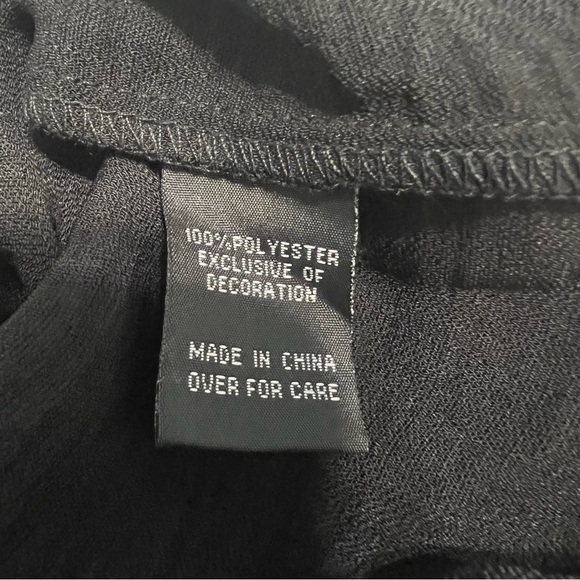 100%POLYESTER
EXCLUSIVE OF
DECORATION
MADE IN CHINA
OVER FOR CARE